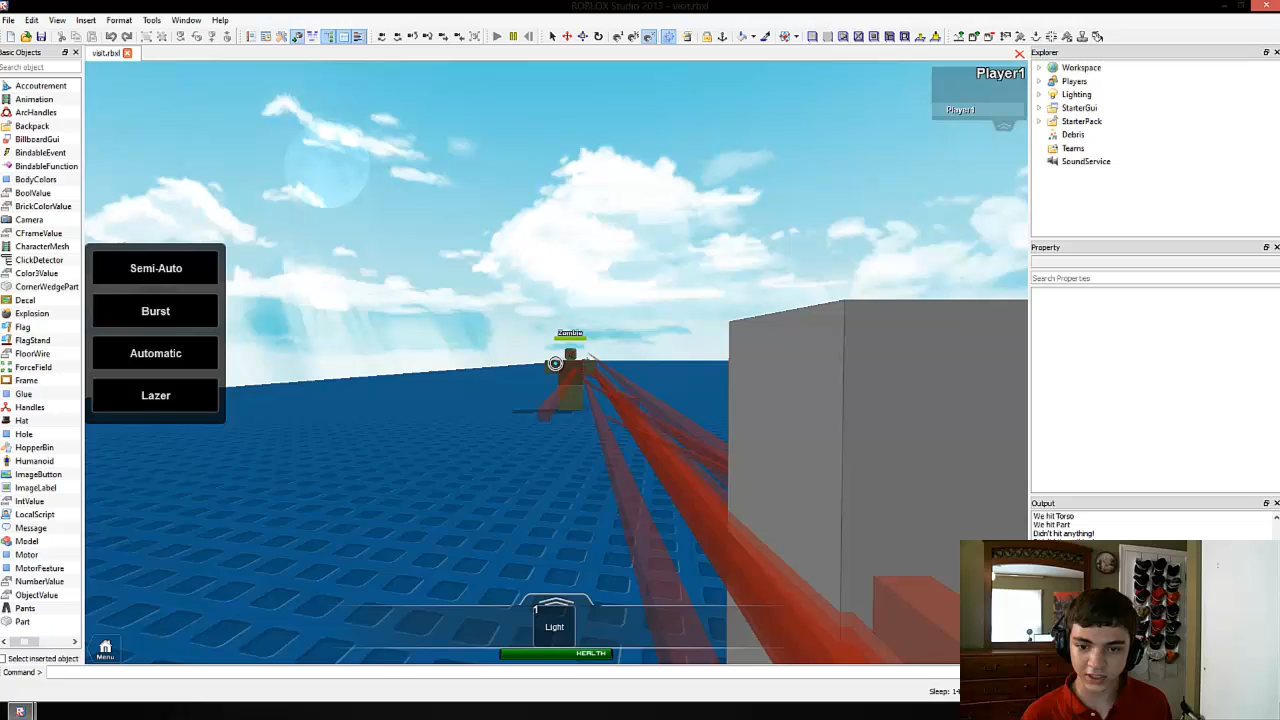 ROBLOX Studio 2013 - visit.rbxl
File Edit View Insert Format Tools Window Help
Basic Objects
visit.rbxl
Explorer
Search object
Accoutrement
Animation
ArcHandles
Backpack
BillboardGui
BindableEvent
BindableFunction
BodyColors
BoolValue
BrickColorValue
Camera
CFrameValue
CharacterMesh
ClickDetector
Color3Value
CornerWedgePart
Decal
Explosion
Flag
FlagStand
FloorWire
ForceField
Frame
Glue
Handles
Hat
Hole
HopperBin
Humanoid
ImageButton
ImageLabel
IntValue
LocalScript
Message
Model
Motor
MotorFeature
NumberValue
ObjectValue
Pants
Part
Select inserted object
Command >
Player1
Player1
Semi-Auto
Burst
Automatic
Lazer
Zombie
1
Light
HEALTH
Menu
Workspace
Players
Lighting
StarterGui
StarterPack
Debris
Teams
SoundService
Property
Search Properties
Output
We hit Torso
We hit Part
Didn't hit anything!
Sleep: 14